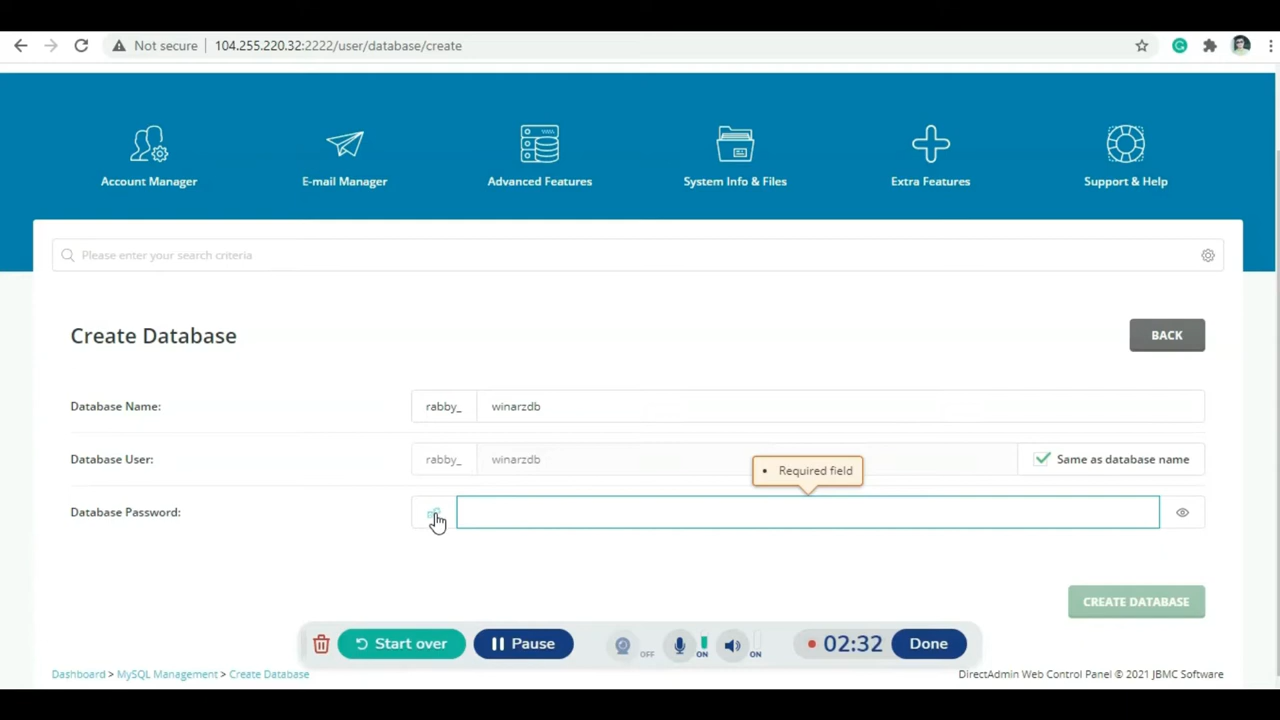 Not secure 104.255.220.32:2222/user/database/create
Account Manager E-mail Manager Advanced Features System Info & Files Extra Features Support & Help
Please enter your search criteria
Create Database
BACK
Database Name: rabby_ winarzdb
Database User: rabby_ winarzdb Same as database name
• Required field
Database Password:
CREATE DATABASE
Start over Pause OFF ON ON 02:32 Done
Dashboard > MySQL Management > Create Database
DirectAdmin Web Control Panel © 2021 JBMC Software